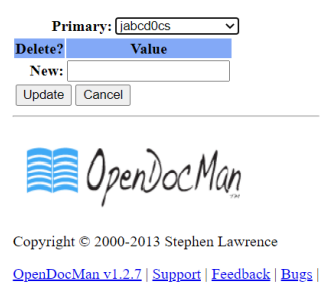 Primary: jabcd0cs
Delete? Value
New:
Update Cancel
OpenDocMan
TM
Copyright © 2000-2013 Stephen Lawrence
OpenDocMan v1.2.7 | Support | Feedback | Bugs |